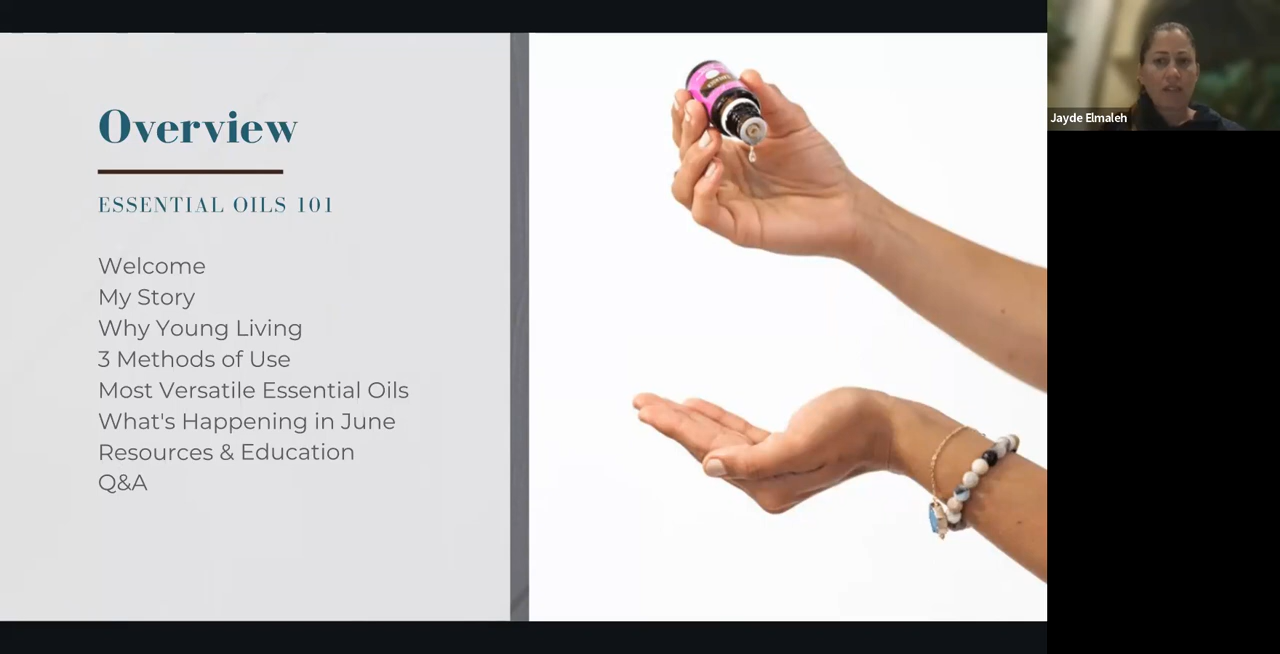 Overview
ESSENTIAL OILS 101
Welcome
My Story
Why Young Living
3 Methods of Use
Most Versatile Essential Oils
What's Happening in June
Resources & Education
Q&A
Jayde Elmaleh